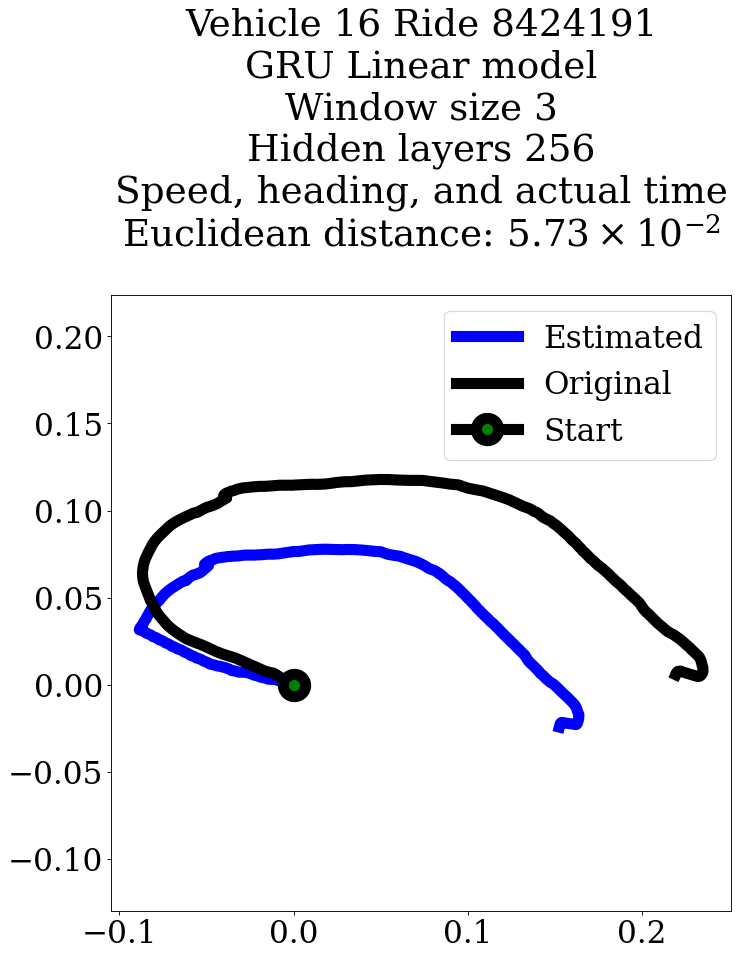 Vehicle 16 Ride 8424191
GRU Linear model
Window size 3
Hidden layers 256
Speed, heading, and actual time
Euclidean distance: 5.73 × 10⁻²
Estimated
Original
Start
0.20
0.15
0.10
0.05
0.00
−0.05
−0.10
−0.1 0.0 0.1 0.2